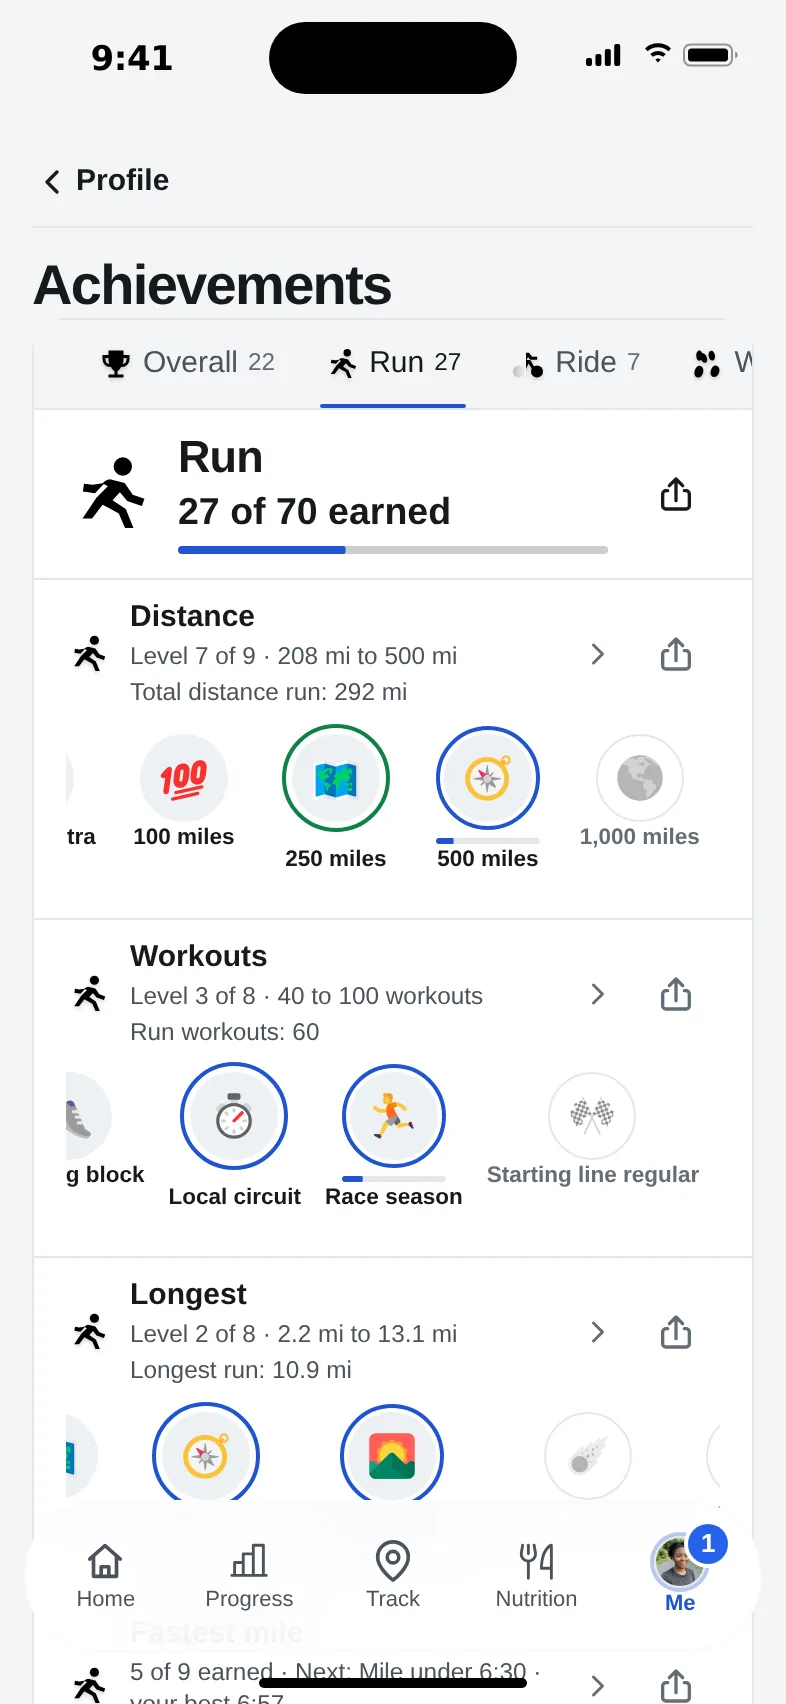 9:41
Profile
Achievements
Overall 22 Run 27 Ride 7 W
Run
27 of 70 earned
Distance
Level 7 of 9 · 208 mi to 500 mi
Total distance run: 292 mi
tra 100 miles 250 miles 500 miles 1,000 miles
Workouts
Level 3 of 8 · 40 to 100 workouts
Run workouts: 60
g block Local circuit Race season Starting line regular
Longest
Level 2 of 8 · 2.2 mi to 13.1 mi
Longest run: 10.9 mi
1
Home Progress Track Nutrition Me
Fastest mile
5 of 9 earned · Next: Mile under 6:30 ·
your best 6:57